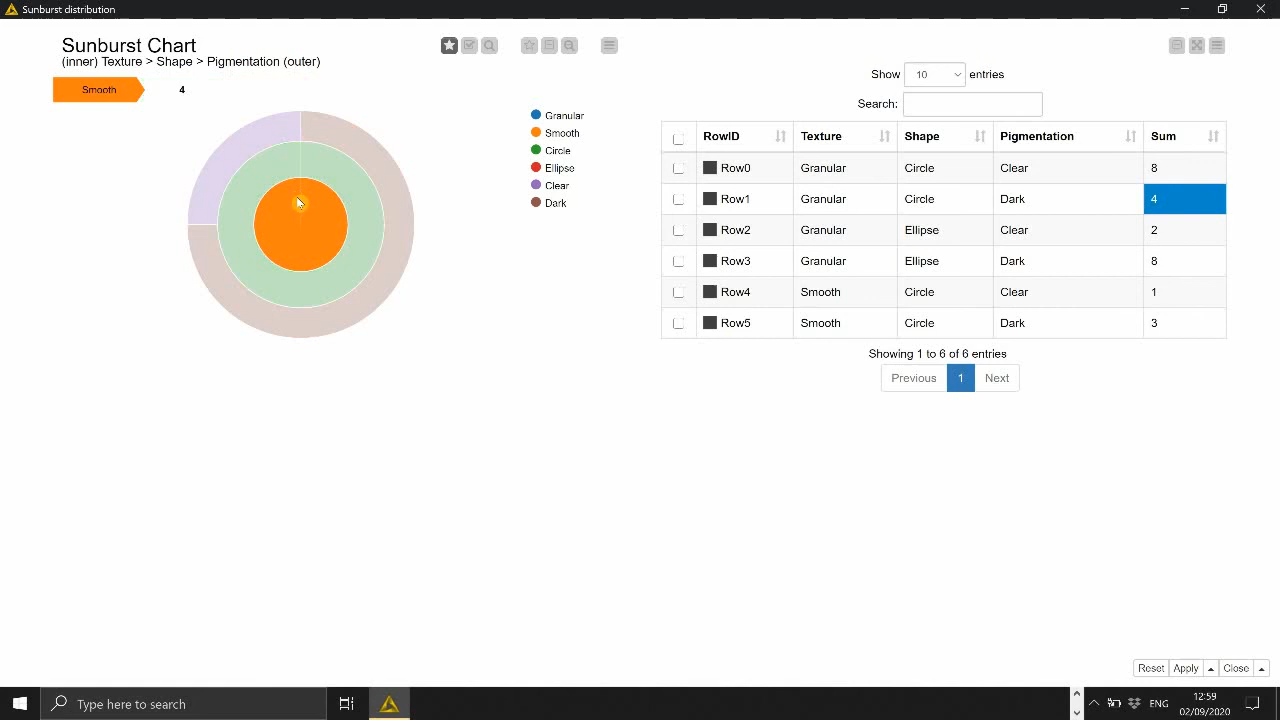 Sunburst distribution
Sunburst Chart
(inner) Texture > Shape > Pigmentation (outer)
Smooth 4
Granular
Smooth
Circle
Ellipse
Clear
Dark
Show 10 entries
Search:
RowID Texture Shape Pigmentation Sum
Row0 Granular Circle Clear 8
Row1 Granular Circle Dark 4
Row2 Granular Ellipse Clear 2
Row3 Granular Ellipse Dark 8
Row4 Smooth Circle Clear 1
Row5 Smooth Circle Dark 3
Showing 1 to 6 of 6 entries
Previous 1 Next
Reset Apply Close
Type here to search
ENG
12:59
02/09/2020